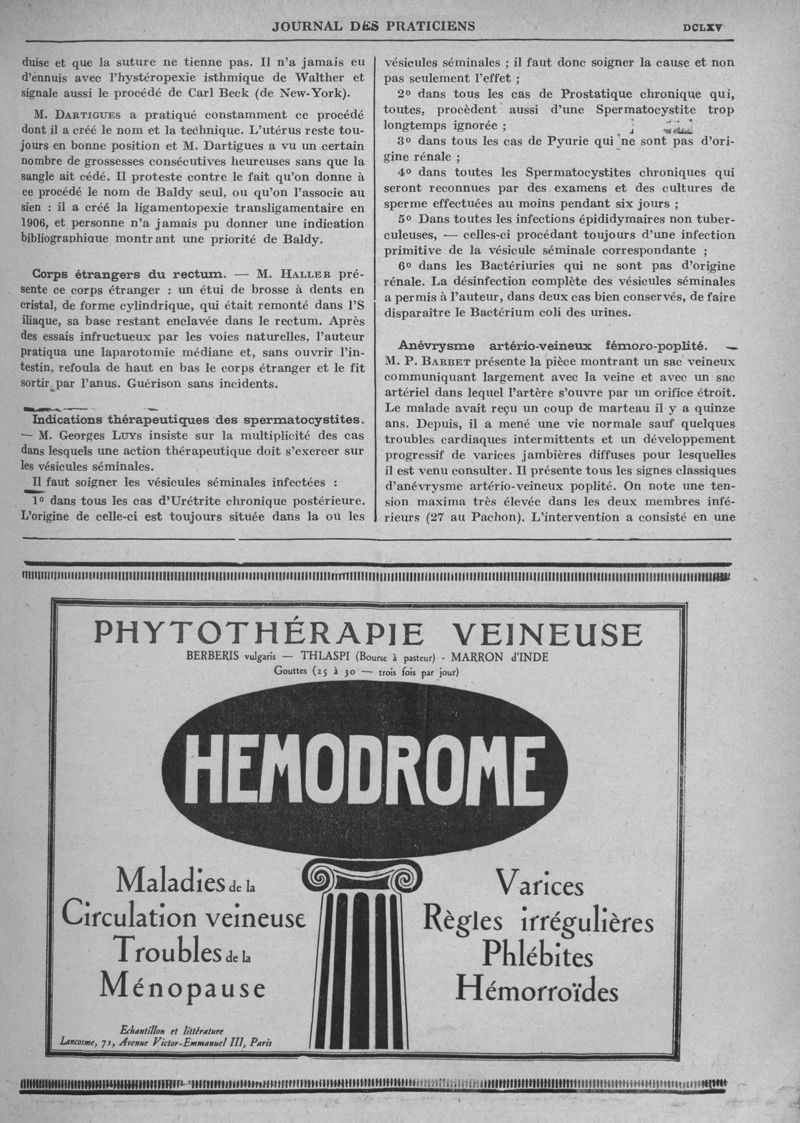 JOURNAL DES PRATICIENS
DCLXV
duise et que la suture ne tienne pas. Il n'a jamais eu
d'ennuis avec l'hystéropexie isthmique de Walther et
signale aussi le procédé de Carl Beck (de New-York).
M. DARTIGUES a pratiqué constamment ce procédé
dont il a créé le nom et la technique. L'utérus reste tou-
jours en bonne position et M. Dartigues a vu un certain
nombre de grossesses consécutives heureuses sans que la
sangle ait cédé. Il proteste contre le fait qu'on donne à
ce procédé le nom de Baldy seul, ou qu'on l'associe au
sien : il a créé la ligamentopexie transligamentaire en
1906, et personne n'a jamais pu donner une indication
bibliographique montrant une priorité de Baldy.
Corps étrangers du rectum. — M. HALLER pré-
sente ce corps étranger : un étui de brosse à dents en
cristal, de forme cylindrique, qui était remonté dans l'S
iliaque, sa base restant enclavée dans le rectum. Après
des essais infructueux par les voies naturelles, l'auteur
pratiqua une laparotomie médiane et, sans ouvrir l'in-
testin, refoula de haut en bas le corps étranger et le fit
sortir par l'anus. Guérison sans incidents.
Indications thérapeutiques des spermatocystites.
— M. Georges LUYS insiste sur la multiplicité des cas
dans lesquels une action thérapeutique doit s'exercer sur
les vésicules séminales.
Il faut soigner les vésicules séminales infectées :
1º dans tous les cas d'Urétrite chronique postérieure.
L'origine de celle-ci est toujours située dans la ou les
vésicules séminales ; il faut donc soigner la cause et non
pas seulement l'effet ;
2º dans tous les cas de Prostatique chronique qui,
toutes, procèdent aussi d'une Spermatocystite trop
longtemps ignorée ;
3º dans tous les cas de Pyurie qui ne sont pas d'ori-
gine rénale ;
4º dans toutes les Spermatocystites chroniques qui
seront reconnues par des examens et des cultures de
sperme effectuées au moins pendant six jours ;
5º Dans toutes les infections épididymaires non tuber-
culeuses, — celles-ci procédant toujours d'une infection
primitive de la vésicule séminale correspondante ;
6º dans les Bactériuries qui ne sont pas d'origine
rénale. La désinfection complète des vésicules séminales
a permis à l'auteur, dans deux cas bien conservés, de faire
disparaître le Bactérium coli des urines.
Anévrysme artério-veineux fémoro-poplité. —
M. P. BARBET présente la pièce montrant un sac veineux
communiquant largement avec la veine et avec un sac
artériel dans lequel l'artère s'ouvre par un orifice étroit.
Le malade avait reçu un coup de marteau il y a quinze
ans. Depuis, il a mené une vie normale sauf quelques
troubles cardiaques intermittents et un développement
progressif de varices jambières diffuses pour lesquelles
il est venu consulter. Il présente tous les signes classiques
d'anévrysme artério-veineux poplité. On note une ten-
sion maxima très élevée dans les deux membres infé-
rieurs (27 au Pachon). L'intervention a consisté en une
PHYTOTHÉRAPIE VEINEUSE
BERBERIS vulgaris — THLASPI (Bourse à pasteur) - MARRON d'INDE
Gouttes (25 à 30 — trois fois par jour)
HEMODROME
Maladies de la
Circulation veineuse
Troubles de la
Ménopause
Varices
Règles irrégulières
Phlébites
Hémorroïdes
Echantillon et littérature
Lancosme, 71, Avenue Victor-Emmanuel III, Paris